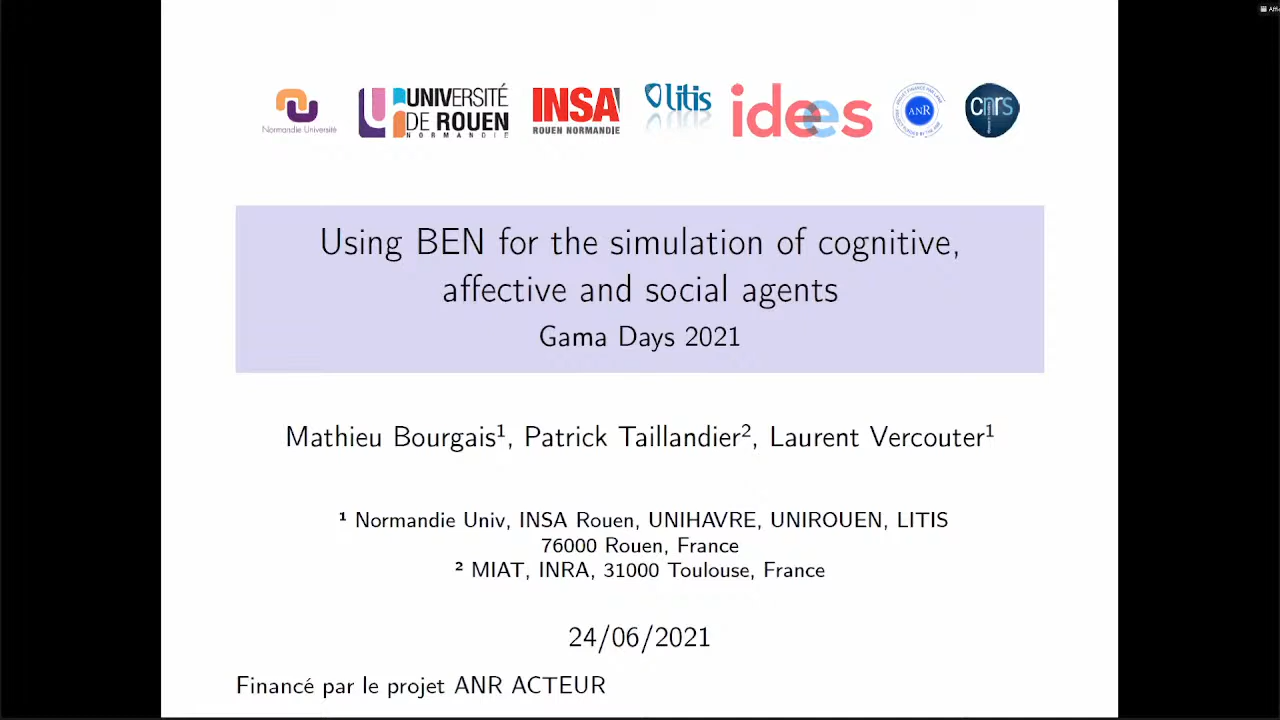 Normandie Université
UNIVERSITÉ
DE ROUEN
NORMANDIE
INSA
ROUEN NORMANDIE
litis
idees
ANR
cnrs
Using BEN for the simulation of cognitive,
affective and social agents
Gama Days 2021
Mathieu Bourgais¹, Patrick Taillandier², Laurent Vercouter¹
¹ Normandie Univ, INSA Rouen, UNIHAVRE, UNIROUEN, LITIS
76000 Rouen, France
² MIAT, INRA, 31000 Toulouse, France
24/06/2021
Financé par le projet ANR ACTEUR